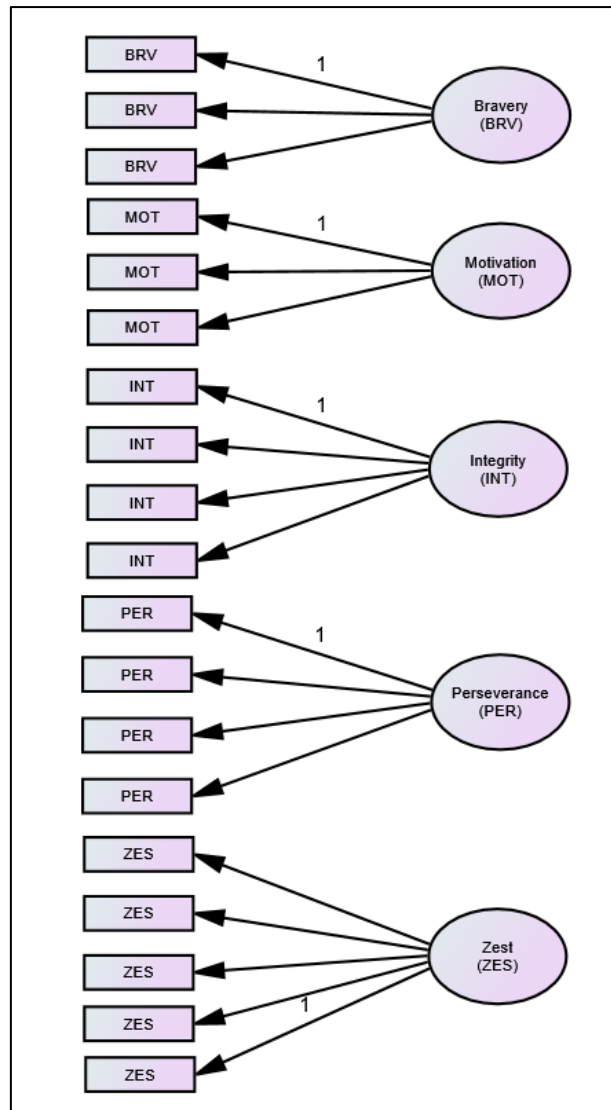 BRV
1
Bravery
(BRV)
BRV
BRV
MOT
1
Motivation
(MOT)
MOT
MOT
INT
1
Integrity
(INT)
INT
INT
INT
PER
1
Perseverance
(PER)
PER
PER
PER
ZES
Zest
(ZES)
ZES
ZES
ZES
1
ZES